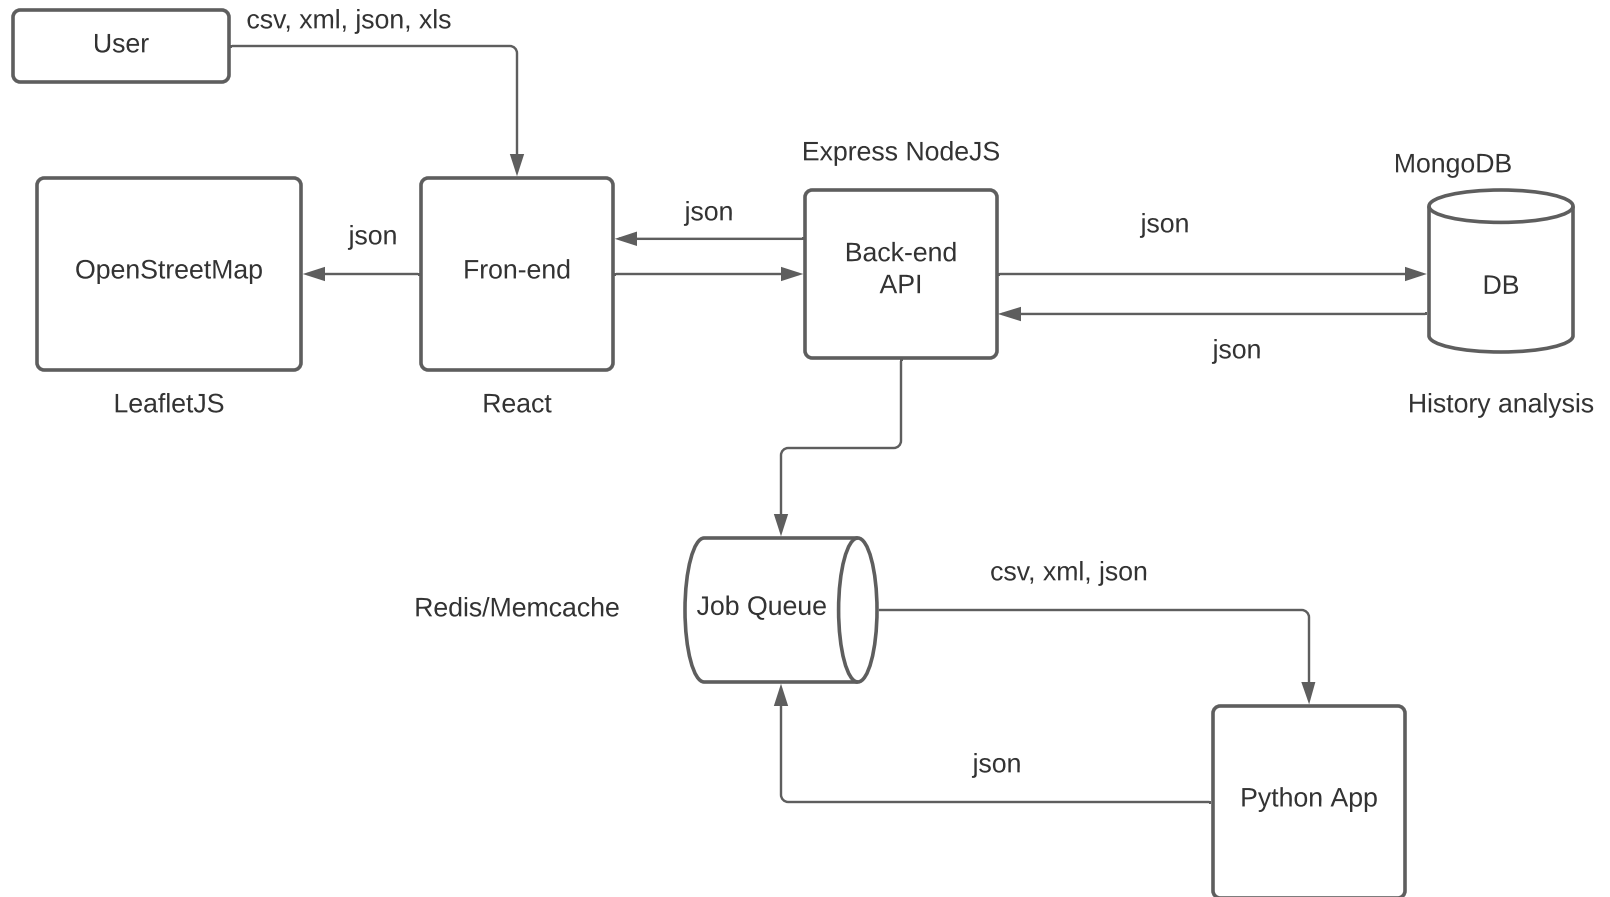 csv, xml, json, xls
User
Express NodeJS
MongoDB
json
json
json
OpenStreetMap
Fron-end
Back-end
API
DB
json
LeafletJS
React
History analysis
csv, xml, json
Redis/Memcache
Job Queue
json
Python App